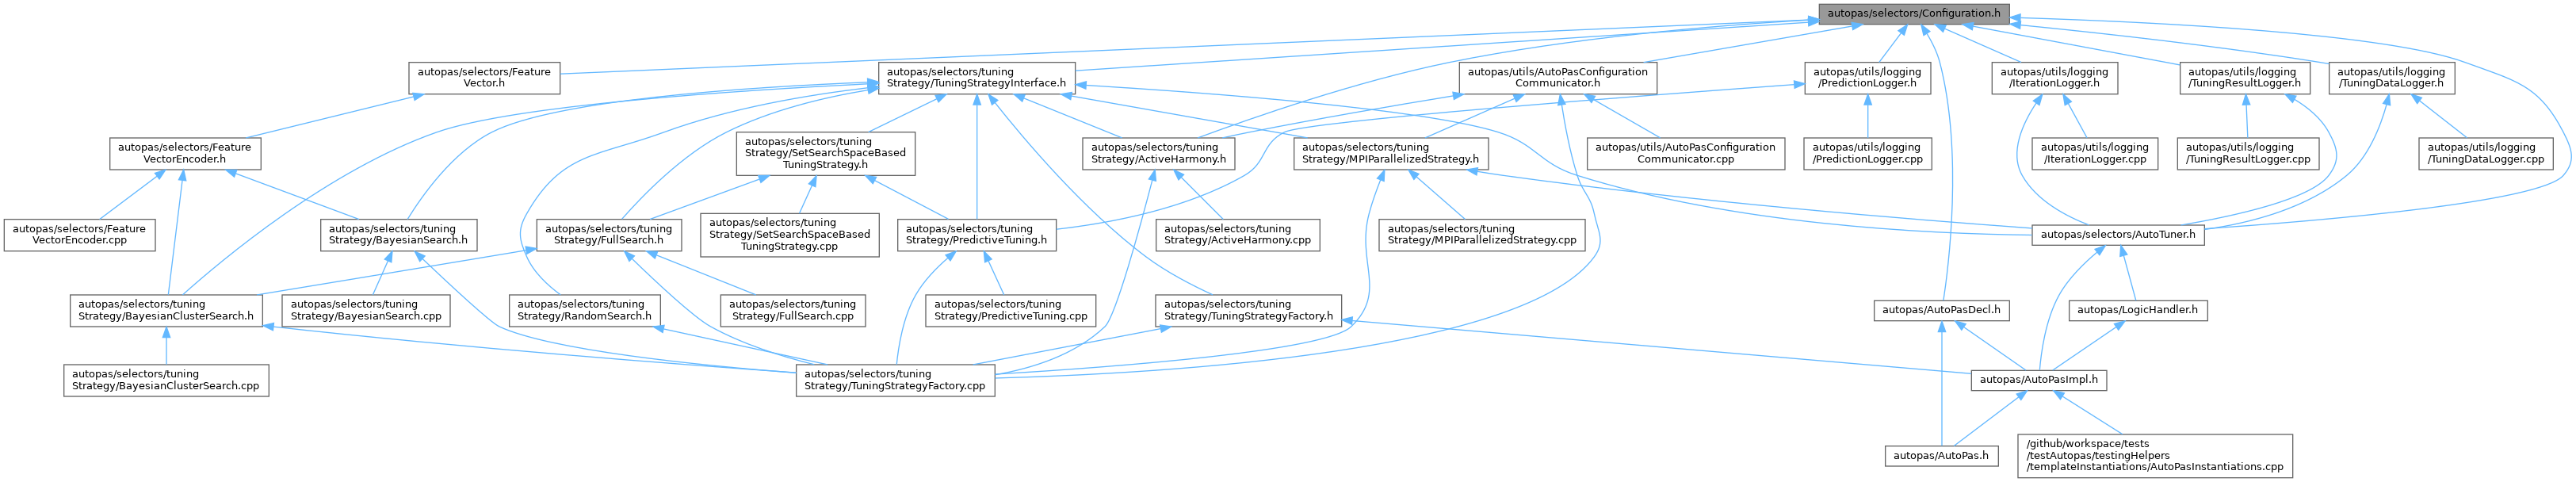 autopas/selectors/Configuration.h
autopas/selectors/Feature
Vector.h
autopas/selectors/tuning
Strategy/TuningStrategyInterface.h
autopas/utils/AutoPasConfiguration
Communicator.h
autopas/utils/logging
/PredictionLogger.h
autopas/utils/logging
/IterationLogger.h
autopas/utils/logging
/TuningResultLogger.h
autopas/utils/logging
/TuningDataLogger.h
autopas/selectors/Feature
VectorEncoder.h
autopas/selectors/tuning
Strategy/SetSearchSpaceBased
TuningStrategy.h
autopas/selectors/tuning
Strategy/ActiveHarmony.h
autopas/selectors/tuning
Strategy/MPIParallelizedStrategy.h
autopas/utils/AutoPasConfiguration
Communicator.cpp
autopas/utils/logging
/PredictionLogger.cpp
autopas/utils/logging
/IterationLogger.cpp
autopas/utils/logging
/TuningResultLogger.cpp
autopas/utils/logging
/TuningDataLogger.cpp
autopas/selectors/Feature
VectorEncoder.cpp
autopas/selectors/tuning
Strategy/BayesianSearch.h
autopas/selectors/tuning
Strategy/FullSearch.h
autopas/selectors/tuning
Strategy/SetSearchSpaceBased
TuningStrategy.cpp
autopas/selectors/tuning
Strategy/PredictiveTuning.h
autopas/selectors/tuning
Strategy/ActiveHarmony.cpp
autopas/selectors/tuning
Strategy/MPIParallelizedStrategy.cpp
autopas/selectors/AutoTuner.h
autopas/selectors/tuning
Strategy/BayesianClusterSearch.h
autopas/selectors/tuning
Strategy/BayesianSearch.cpp
autopas/selectors/tuning
Strategy/RandomSearch.h
autopas/selectors/tuning
Strategy/FullSearch.cpp
autopas/selectors/tuning
Strategy/PredictiveTuning.cpp
autopas/selectors/tuning
Strategy/TuningStrategyFactory.h
autopas/AutoPasDecl.h
autopas/LogicHandler.h
autopas/selectors/tuning
Strategy/BayesianClusterSearch.cpp
autopas/selectors/tuning
Strategy/TuningStrategyFactory.cpp
autopas/AutoPasImpl.h
autopas/AutoPas.h
/github/workspace/tests
/testAutopas/testingHelpers
/templateInstantiations/AutoPasInstantiations.cpp